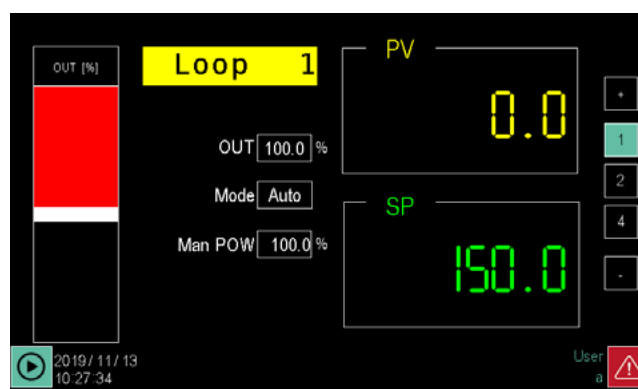 OUT [%]
Loop 1
OUT 100.0 %
Mode Auto
Man POW 100.0 %
PV
0.0
SP
150.0
+
1
2
4
-
2019/11/13
10:27:34
User
a